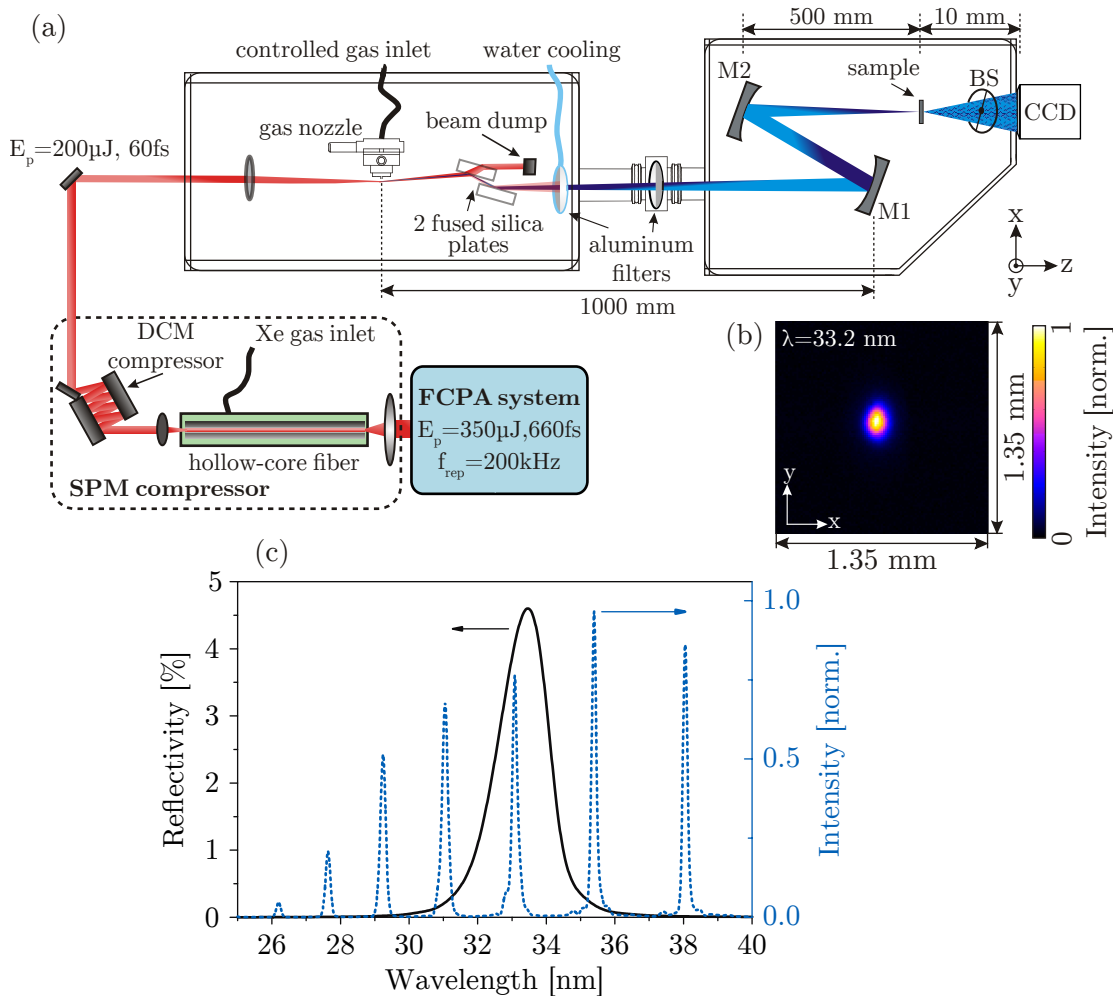 (a)
500 mm
10 mm
controlled gas inlet
water cooling
M2
sample
BS
CCD
gas nozzle
beam dump
E_p=200µJ, 60fs
2 fused silica
plates
aluminum
filters
M1
x
y
z
1000 mm
DCM
compressor
Xe gas inlet
hollow-core fiber
SPM compressor
FCPA system
E_p=350µJ,660fs
f_rep=200kHz
(b)
λ=33.2 nm
y
x
1.35 mm
1.35 mm
1
0
Intensity [norm.]
(c)
Reflectivity [%]
5
4
3
2
1
0
26 28 30 32 34 36 38 40
Wavelength [nm]
1.0
0.5
0.0
Intensity [norm.]